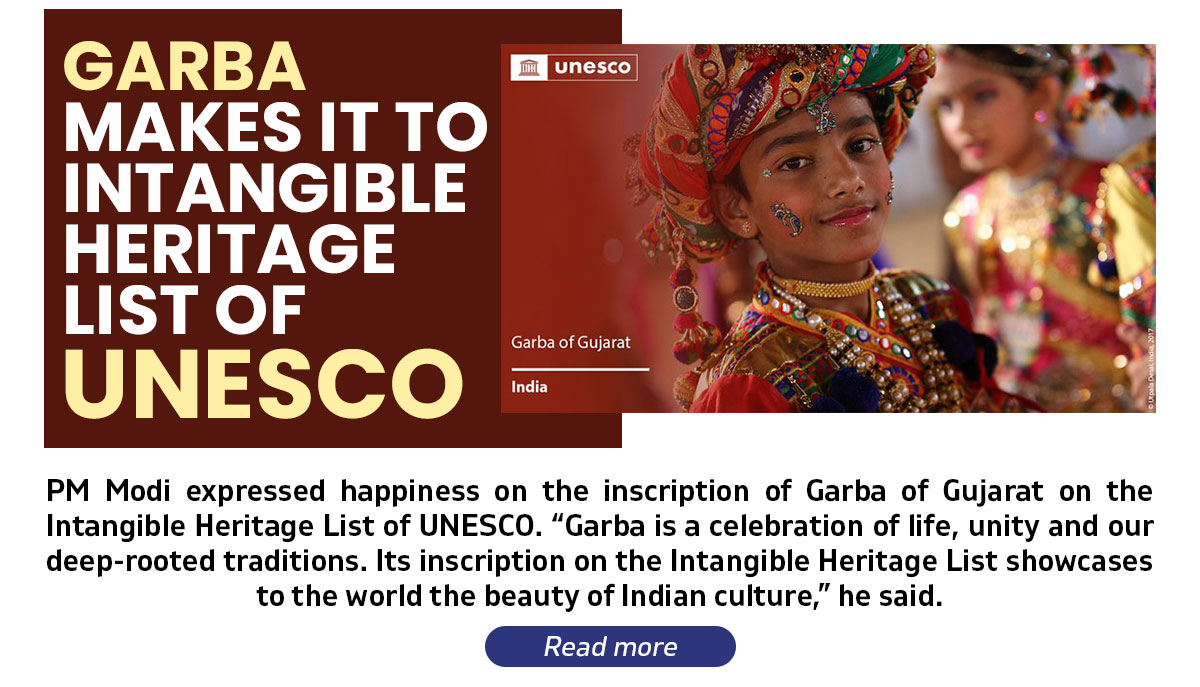 GARBA
MAKES IT TO
INTANGIBLE
HERITAGE
LIST OF
UNESCO
unesco
Garba of Gujarat
India
© Utpala Desai, India, 2017
PM Modi expressed happiness on the inscription of Garba of Gujarat on the
Intangible Heritage List of UNESCO. “Garba is a celebration of life, unity and our
deep-rooted traditions. Its inscription on the Intangible Heritage List showcases
to the world the beauty of Indian culture,” he said.
Read more